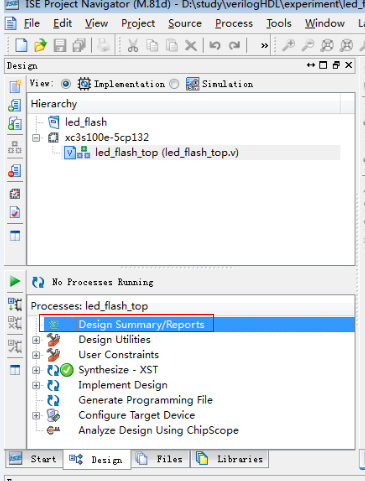 ISE Project Navigator (M.81d) - D:\study\verilogHDL\experiment\led_f
File Edit View Project Source Process Tools Window La
»
Design
View: Implementation Simulation
Hierarchy
led_flash
xc3s100e-5cp132
led_flash_top (led_flash_top.v)
No Processes Running
Processes: led_flash_top
Design Summary/Reports
Design Utilities
User Constraints
Synthesize - XST
Implement Design
Generate Programming File
Configure Target Device
Analyze Design Using ChipScope
Start Design Files Libraries